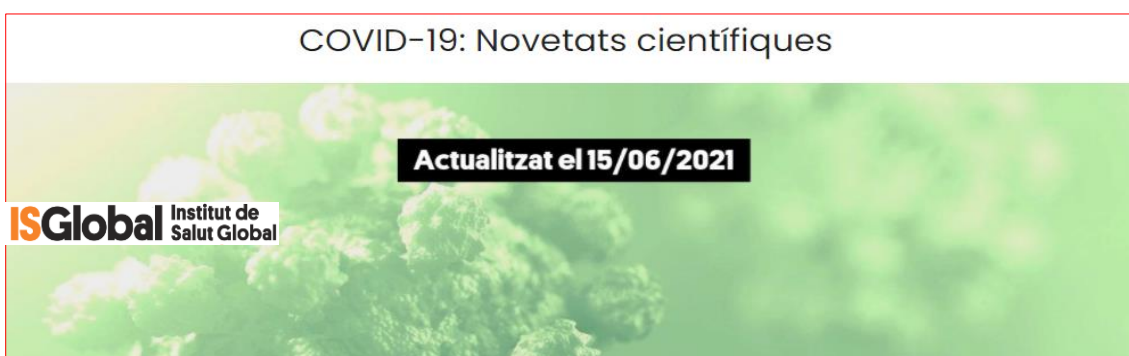 COVID-19: Novetats científiques
Actualitzat el 15/06/2021
ISGlobal Institut de
Salut Global